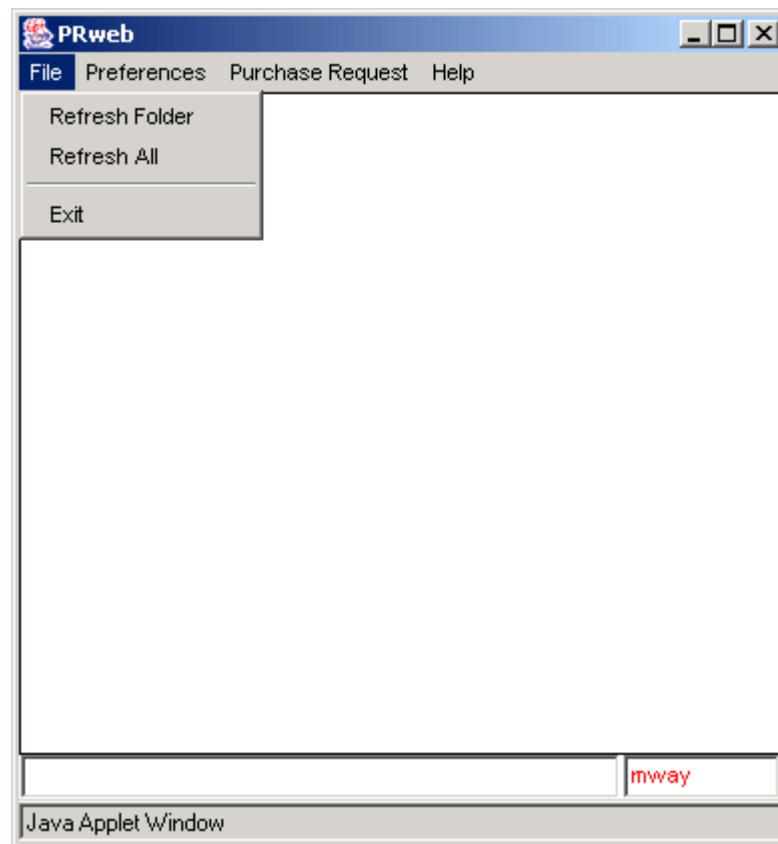 PRweb
File Preferences Purchase Request Help
Refresh Folder
Refresh All
Exit
mway
Java Applet Window